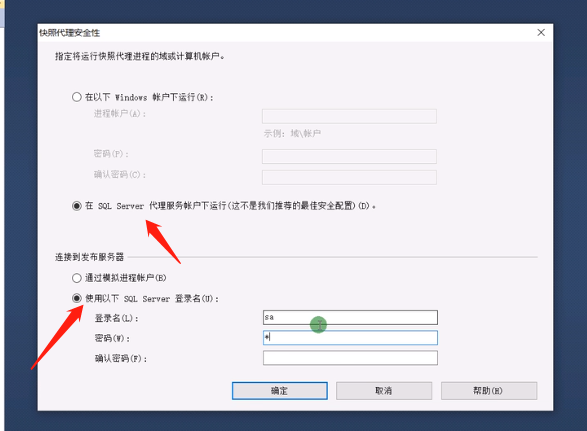 快照代理安全性
指定将运行快照代理进程的域或计算机帐户。
在以下 Windows 帐户下运行(R):
进程帐户(A):
示例: 域\帐户
密码(P):
确认密码(C):
在 SQL Server 代理服务帐户下运行(这不是我们推荐的最佳安全配置)(D)。
连接到发布服务器
通过模拟进程帐户(B)
使用以下 SQL Server 登录名(U):
登录名(L):
sa
密码(W):
*
确认密码(F):
确定 取消 帮助(H)